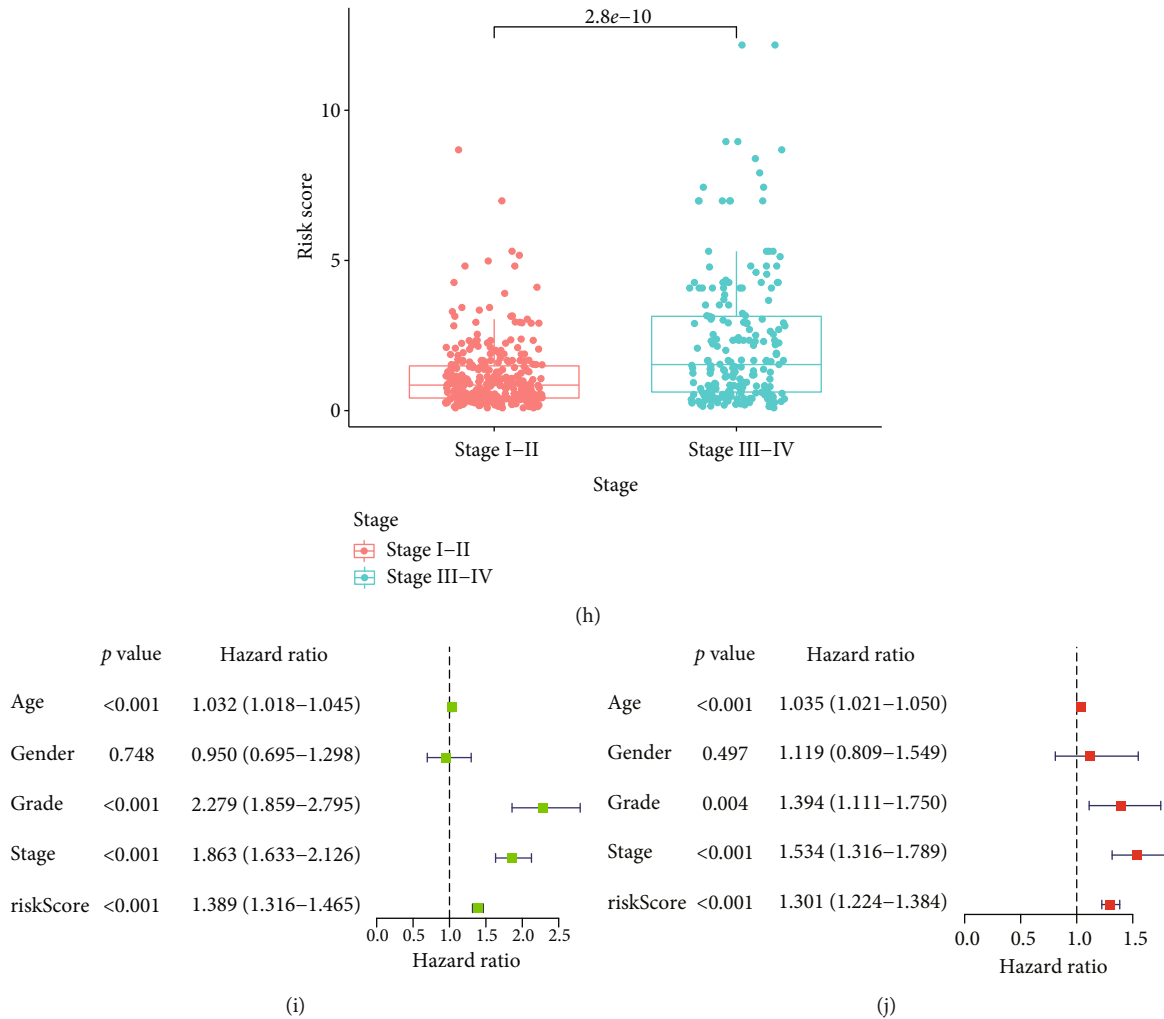 2.8e−10
Risk score
10
5
0
Stage I−II Stage III−IV
Stage
Stage
Stage I−II
Stage III−IV
(h)
p value Hazard ratio
Age <0.001 1.032 (1.018−1.045)
Gender 0.748 0.950 (0.695−1.298)
Grade <0.001 2.279 (1.859−2.795)
Stage <0.001 1.863 (1.633−2.126)
riskScore <0.001 1.389 (1.316−1.465)
0.0 1.0 1.5 2.0 2.5
Hazard ratio
(i)
p value Hazard ratio
Age <0.001 1.035 (1.021−1.050)
Gender 0.497 1.119 (0.809−1.549)
Grade 0.004 1.394 (1.111−1.750)
Stage <0.001 1.534 (1.316−1.789)
riskScore <0.001 1.301 (1.224−1.384)
0.0 0.5 1.0 1.5
Hazard ratio
(j)